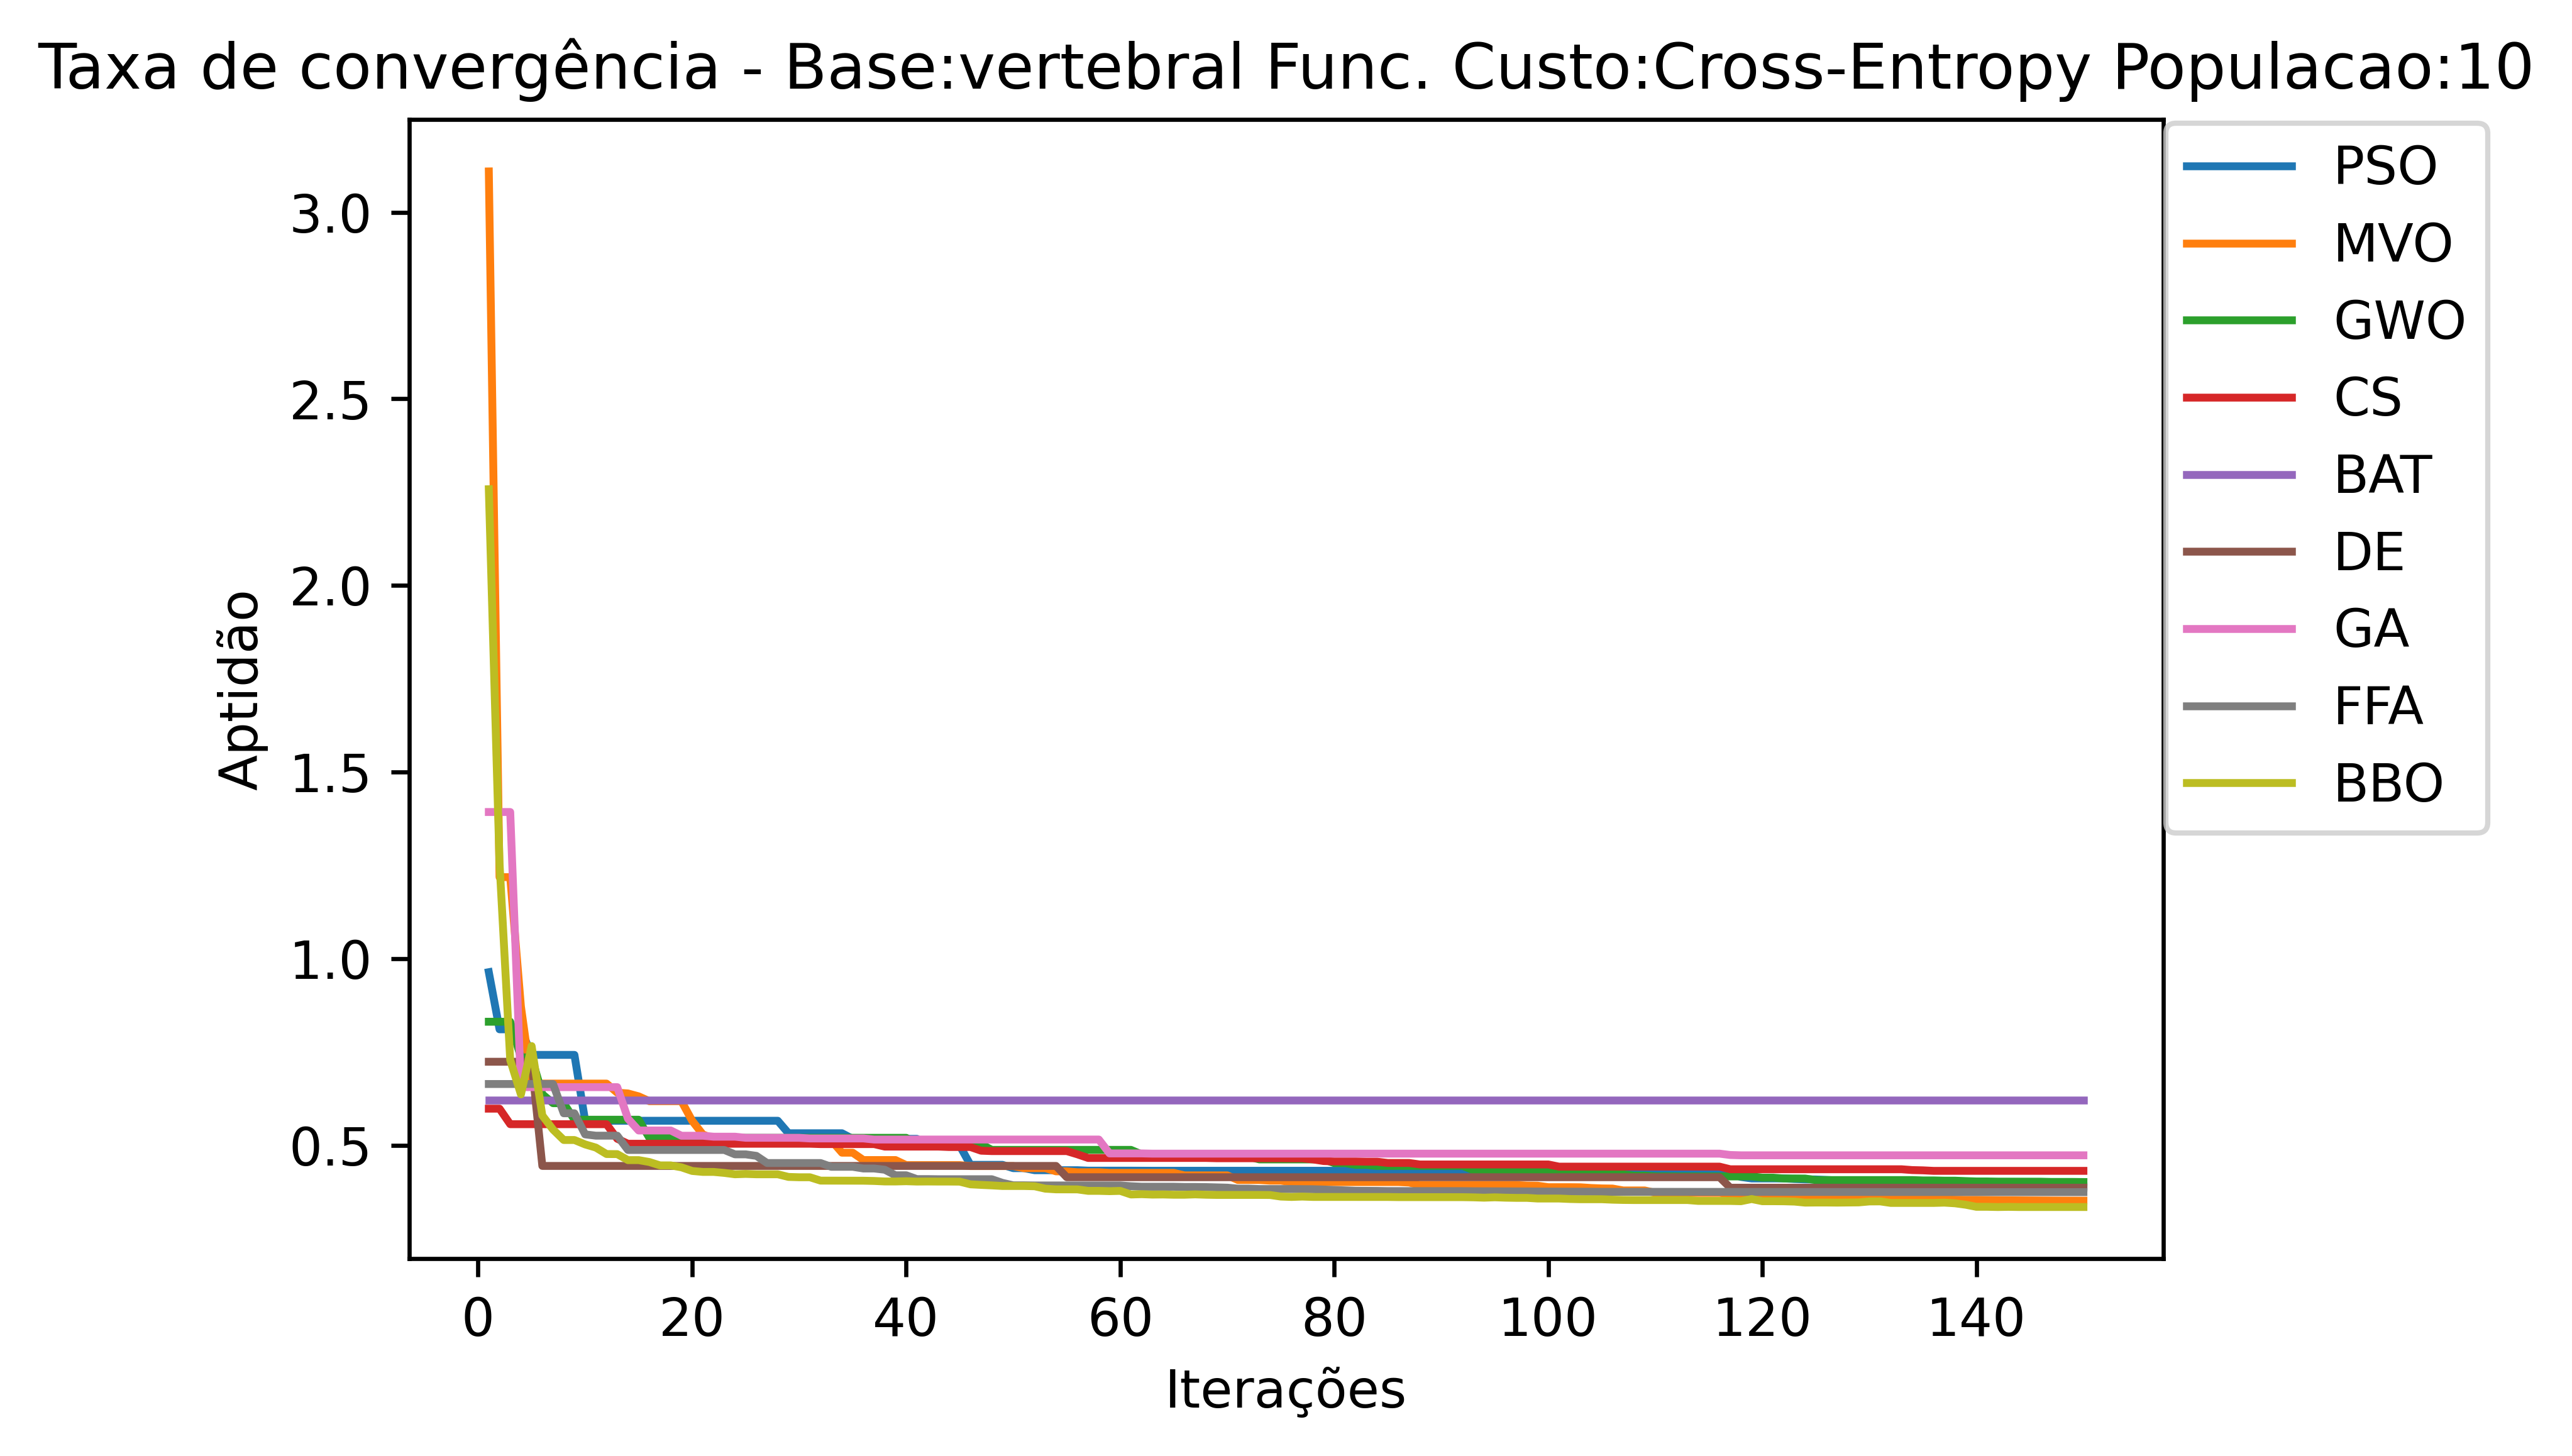 Taxa de convergência - Base:vertebral Func. Custo:Cross-Entropy Populacao:10
PSO
MVO
GWO
CS
BAT
DE
GA
FFA
BBO
Aptidão
3.0
2.5
2.0
1.5
1.0
0.5
0 20 40 60 80 100 120 140
Iterações